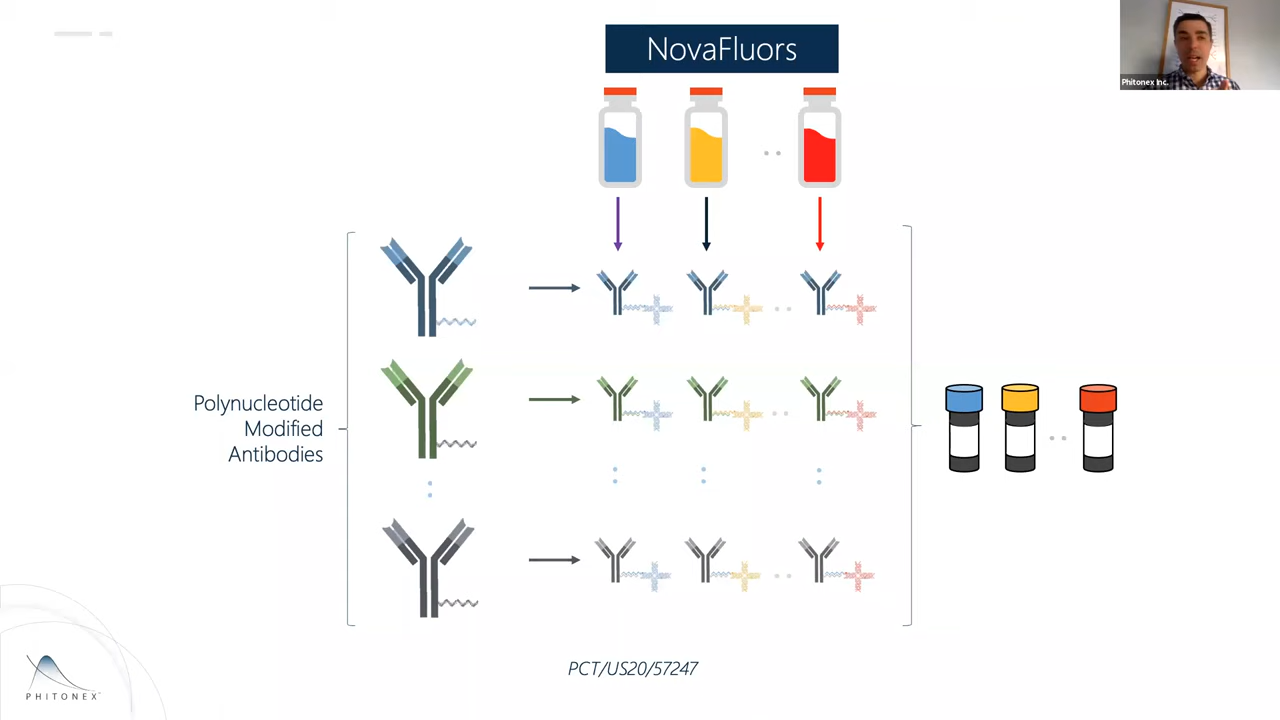 NovaFluors
Phitonex Inc.
Polynucleotide
Modified
Antibodies
PCT/US20/57247
PHITONEX